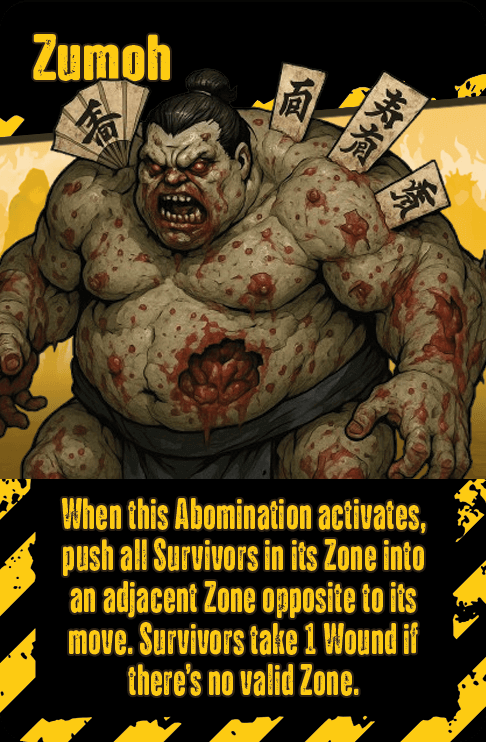 Zumoh
When this Abomination activates,
push all Survivors in its Zone into
an adjacent Zone opposite to its
move. Survivors take 1 Wound if
there's no valid Zone.